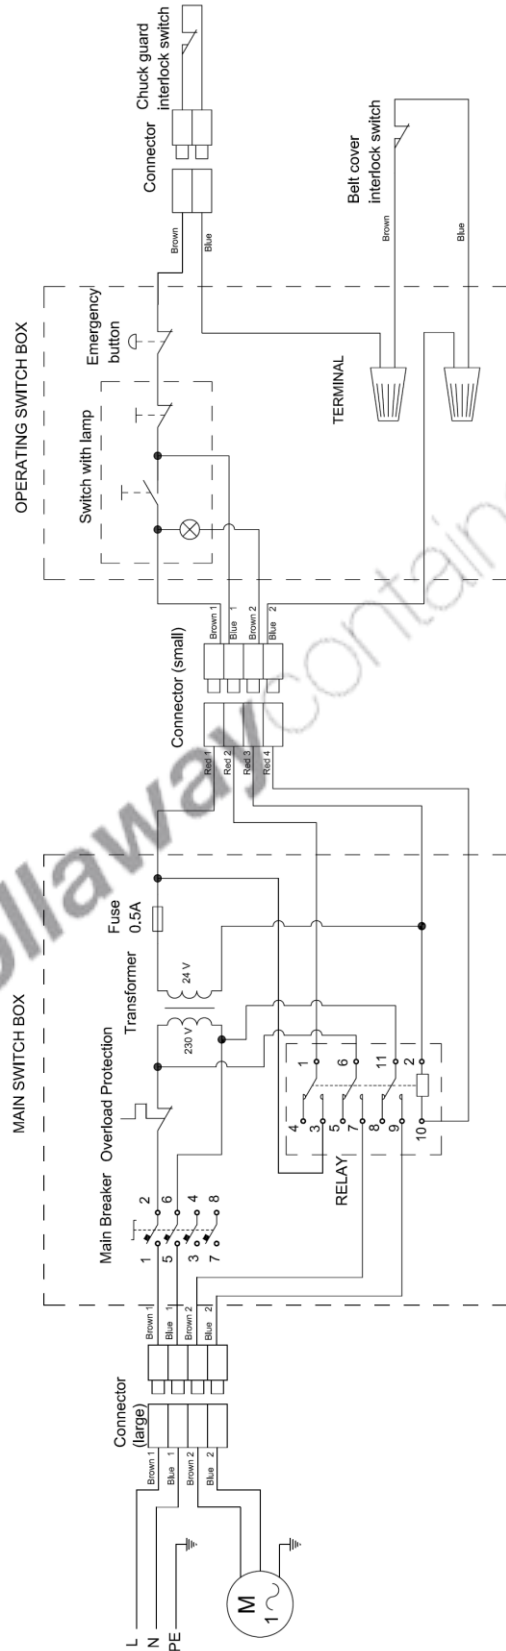 MAIN SWITCH BOX
OPERATING SWITCH BOX
L
N
PE
M
1
Connector
(large)
Brown 1
Blue 1
Brown 2
Blue 2
Brown 1
Blue 1
Brown 2
Blue 2
Main Breaker
1
2
5
6
3
4
7
8
Overload Protection
Transformer
230 V
24 V
Fuse
0.5A
RELAY
4
3
1
5
7
6
8
9
11
10
2
Connector (small)
Red 1
Red 2
Red 3
Red 4
Brown 1
Blue 1
Brown 2
Blue 2
Switch with lamp
Emergency
button
TERMINAL
Connector
Brown
Blue
Chuck guard
interlock switch
Belt cover
interlock switch
Brown
Blue
ollawaycontaine